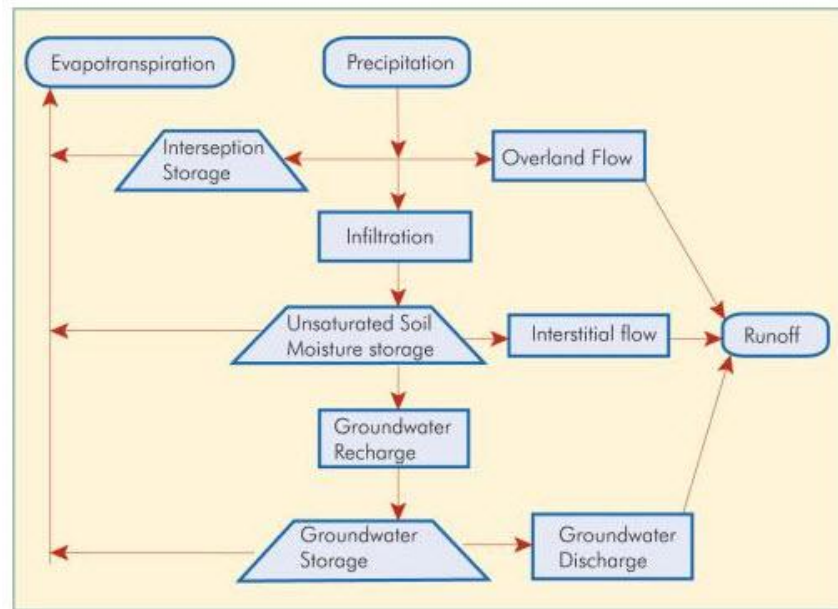 Evapotranspiration
Precipitation
Interseption
Storage
Overland Flow
Infiltration
Unsaturated Soil
Moisture storage
Interstitial flow
Runoff
Groundwater
Recharge
Groundwater
Storage
Groundwater
Discharge